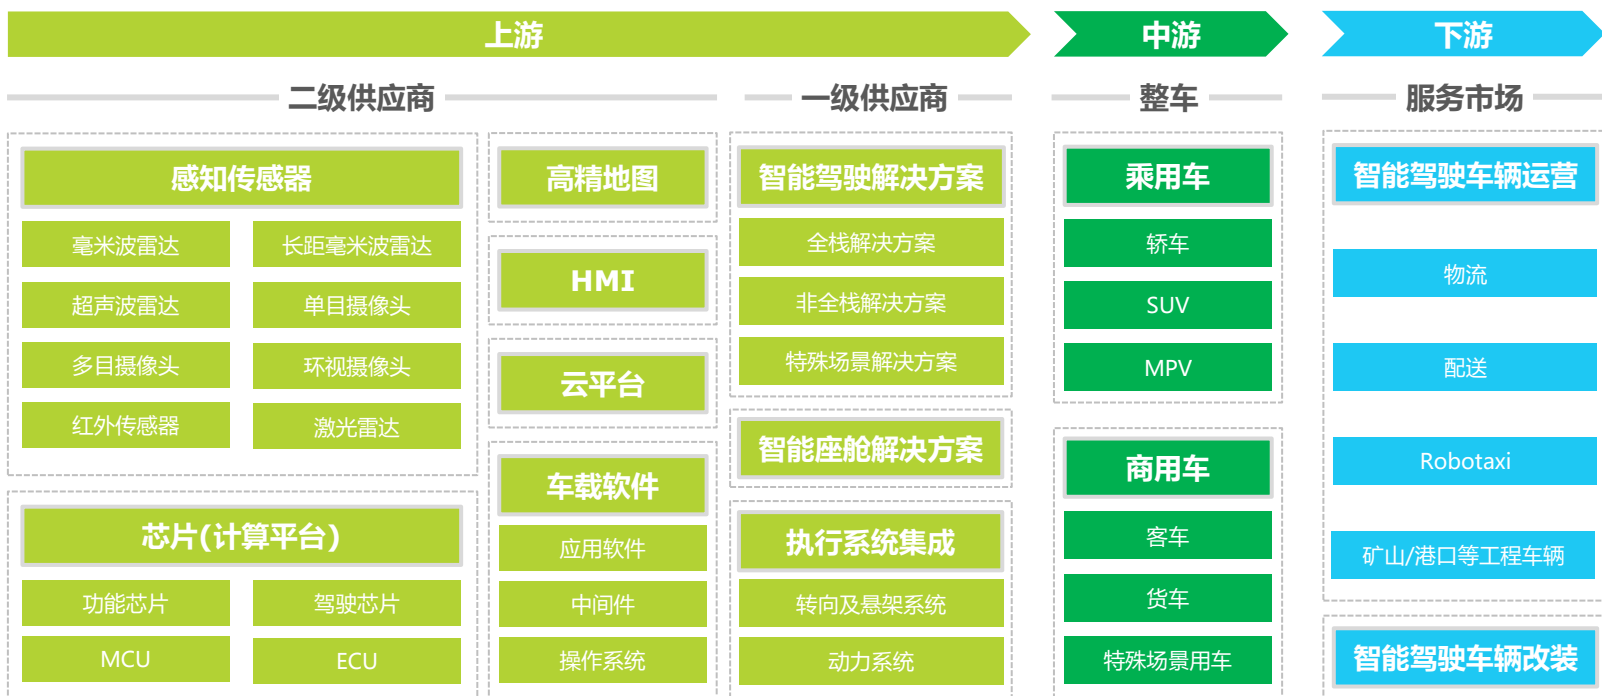 上游
中游
下游
二级供应商
一级供应商
整车
服务市场
感知传感器
毫米波雷达
长距毫米波雷达
超声波雷达
单目摄像头
多目摄像头
环视摄像头
红外传感器
激光雷达
芯片(计算平台)
功能芯片
驾驶芯片
MCU
ECU
高精地图
HMI
云平台
车载软件
应用软件
中间件
操作系统
智能驾驶解决方案
全栈解决方案
非全栈解决方案
特殊场景解决方案
智能座舱解决方案
执行系统集成
转向及悬架系统
动力系统
乘用车
轿车
SUV
MPV
商用车
客车
货车
特殊场景用车
智能驾驶车辆运营
物流
配送
Robotaxi
矿山/港口等工程车辆
智能驾驶车辆改装